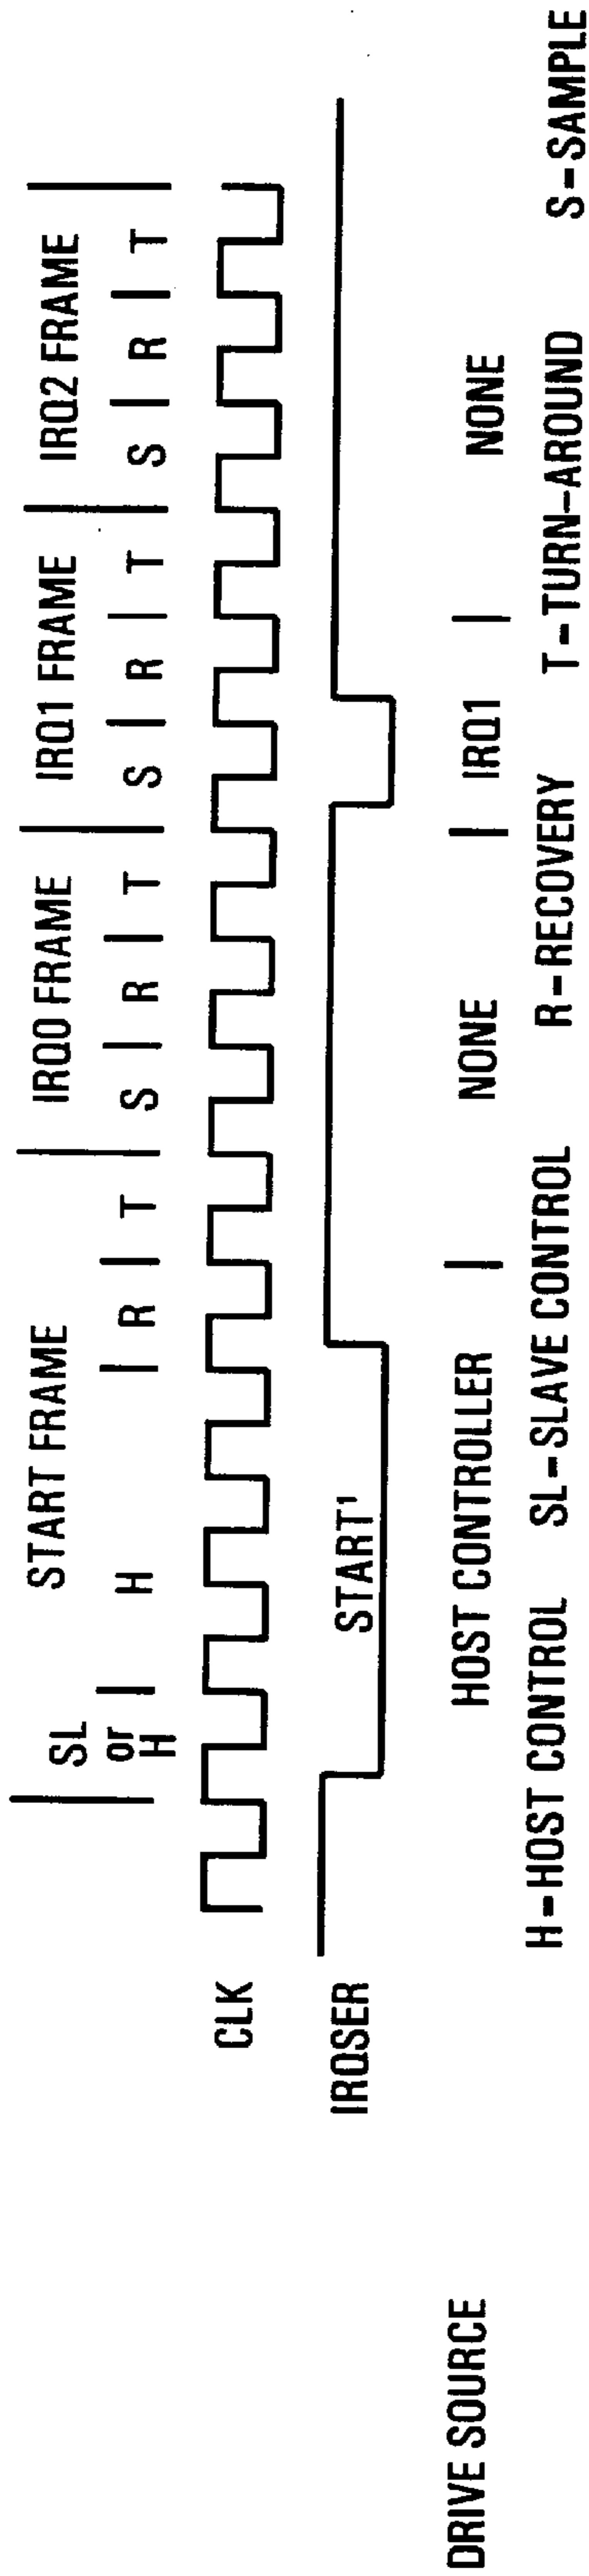 START FRAME IRQ0 FRAME IRQ1 FRAME IRQ2 FRAME
SL or H H R T S R T S R T S R T
CLK
IRQSER
START¹
DRIVE SOURCE HOST CONTROLLER NONE IRQ1 NONE
H-HOST CONTROL SL-SLAVE CONTROL R-RECOVERY T-TURN-AROUND S-SAMPLE